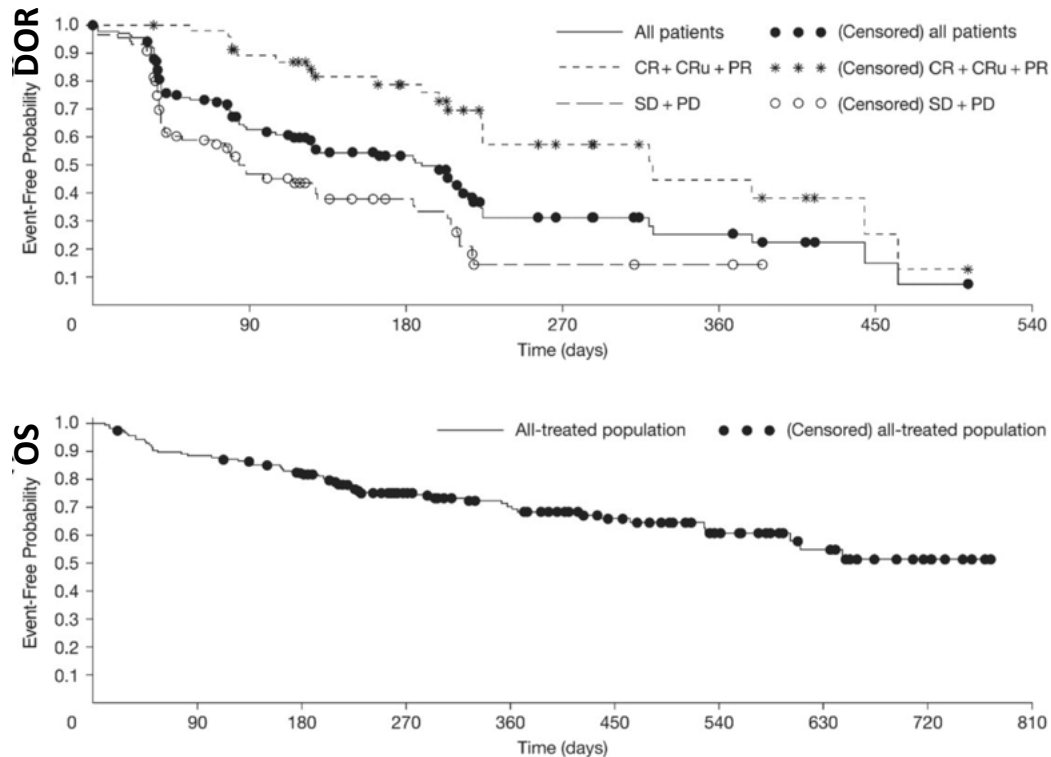 DOR
Event-Free Probability
1.0
0.9
0.8
0.7
0.6
0.5
0.4
0.3
0.2
0.1
All patients
(Censored) all patients
CR + CRu + PR
(Censored) CR + CRu + PR
SD + PD
(Censored) SD + PD
0 90 180 270 360 450 540
Time (days)
OS
Event-Free Probability
1.0
0.9
0.8
0.7
0.6
0.5
0.4
0.3
0.2
0.1
All-treated population
(Censored) all-treated population
0 90 180 270 360 450 540 630 720 810
Time (days)